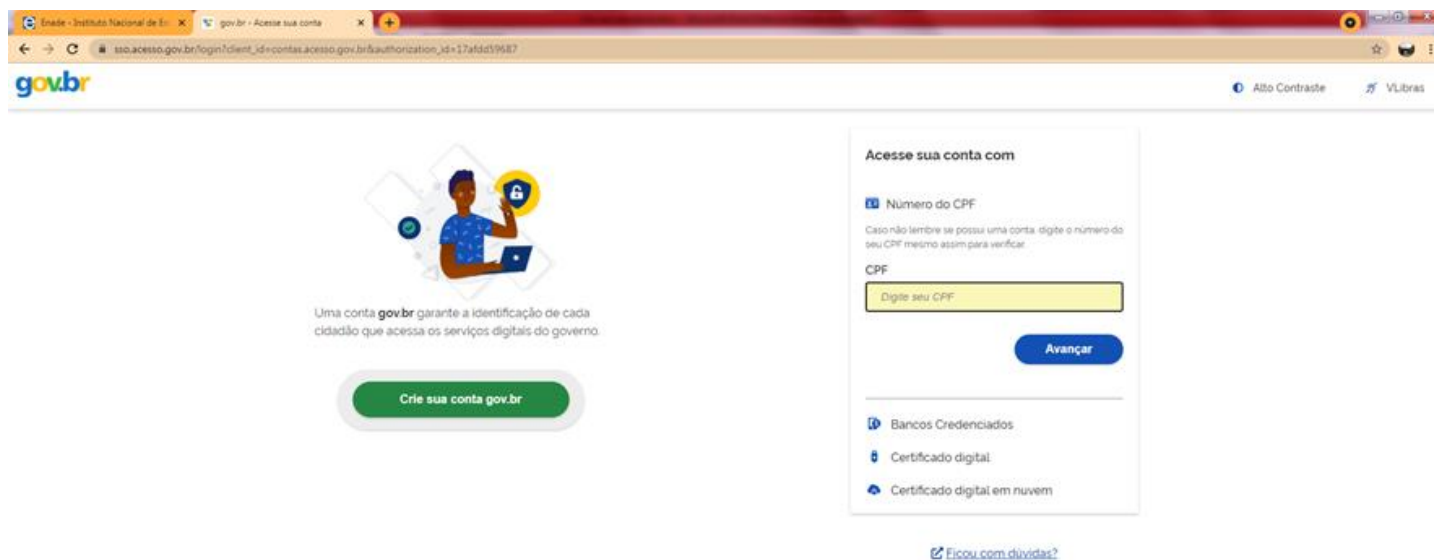 Enade - Instituto Nacional de Es
gov.br - Acesse sua conta
sso.acesso.gov.br/login?client_id=contas.acesso.gov.br&authorization_id=17afdd59687
gov.br
Alto Contraste
VLibras
Acesse sua conta com
Número do CPF
Caso não lembre se possui uma conta, digite o número do
seu CPF mesmo assim para verificar.
CPF
Digite seu CPF
Avançar
Uma conta gov.br garante a identificação de cada
cidadão que acessa os serviços digitais do governo.
Crie sua conta gov.br
Bancos Credenciados
Certificado digital
Certificado digital em nuvem
Ficou com dúvidas?